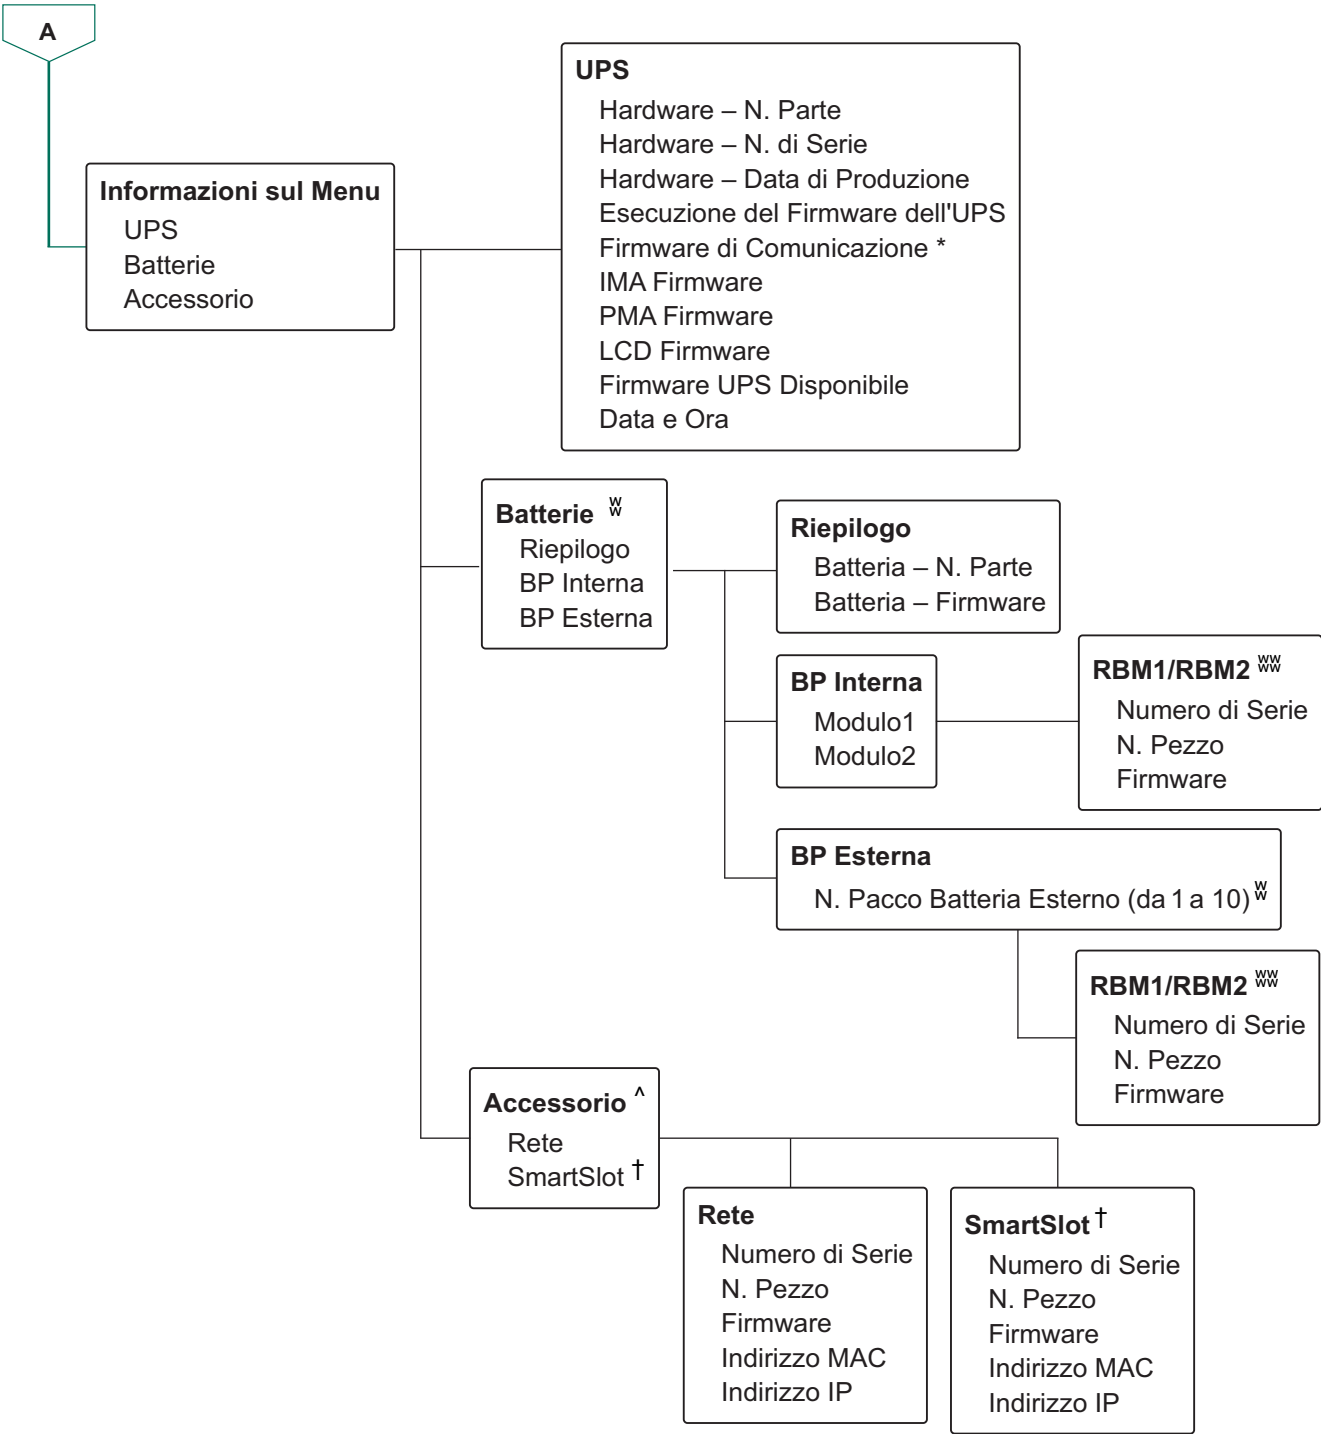 A
Informazioni sul Menu
UPS
Batterie
Accessorio
UPS
Hardware – N. Parte
Hardware – N. di Serie
Hardware – Data di Produzione
Esecuzione del Firmware dell'UPS
Firmware di Comunicazione *
IMA Firmware
PMA Firmware
LCD Firmware
Firmware UPS Disponibile
Data e Ora
Batterie w w
Riepilogo
BP Interna
BP Esterna
Riepilogo
Batteria – N. Parte
Batteria – Firmware
BP Interna
Modulo1
Modulo2
RBM1/RBM2 ww ww
Numero di Serie
N. Pezzo
Firmware
BP Esterna
N. Pacco Batteria Esterno (da 1 a 10) w w
RBM1/RBM2 ww ww
Numero di Serie
N. Pezzo
Firmware
Accessorio ^
Rete
SmartSlot †
Rete
Numero di Serie
N. Pezzo
Firmware
Indirizzo MAC
Indirizzo IP
SmartSlot †
Numero di Serie
N. Pezzo
Firmware
Indirizzo MAC
Indirizzo IP